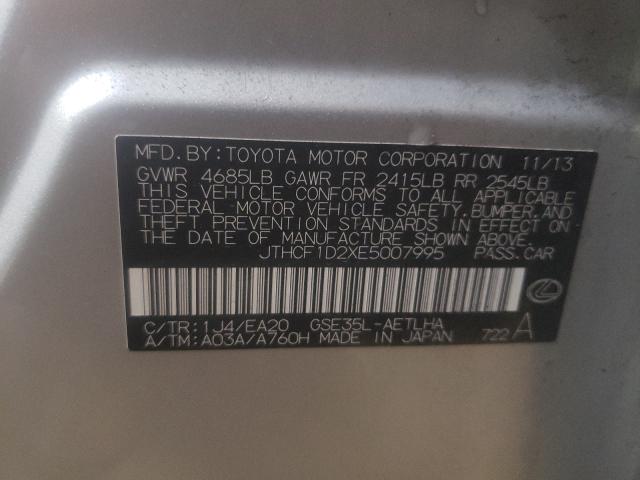 MFD.BY:TOYOTA MOTOR CORPORATION 11/13
GVWR 4685LB GAWR FR 2415LB RR 2545LB
THIS VEHICLE CONFORMS TO ALL APPLICABLE
FEDERAL MOTOR VEHICLE SAFETY,BUMPER,AND
THEFT PREVENTION STANDARDS IN EFFECT ON
THE DATE OF MANUFACTURE SHOWN ABOVE.
JTHCF1D2XE5007995 PASS.CAR
C/TR:1J4/EA20 GSE35L-AETLHA
A/TM:A03A/A760H MADE IN JAPAN 722 A